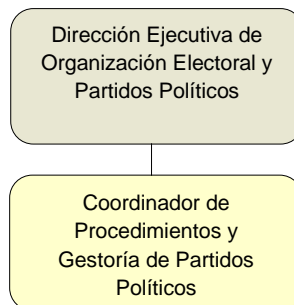 Dirección Ejecutiva de
Organización Electoral y
Partidos Políticos
Coordinador de
Procedimientos y
Gestoría de Partidos
Políticos